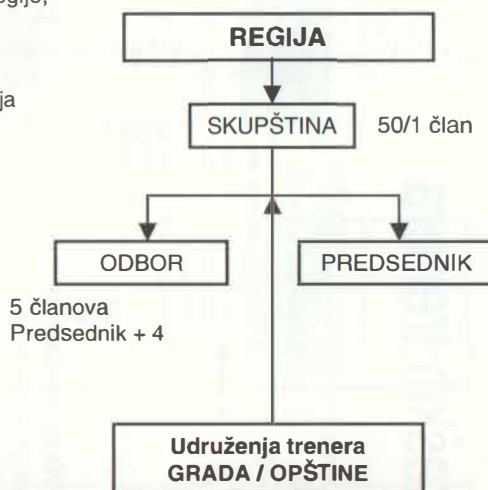 REGIJA
SKUPŠTINA
50/1 član
ODBOR
PREDSEDNIK
5 članova
Predsednik + 4
Udruženja trenera
GRADA / OPŠTINE